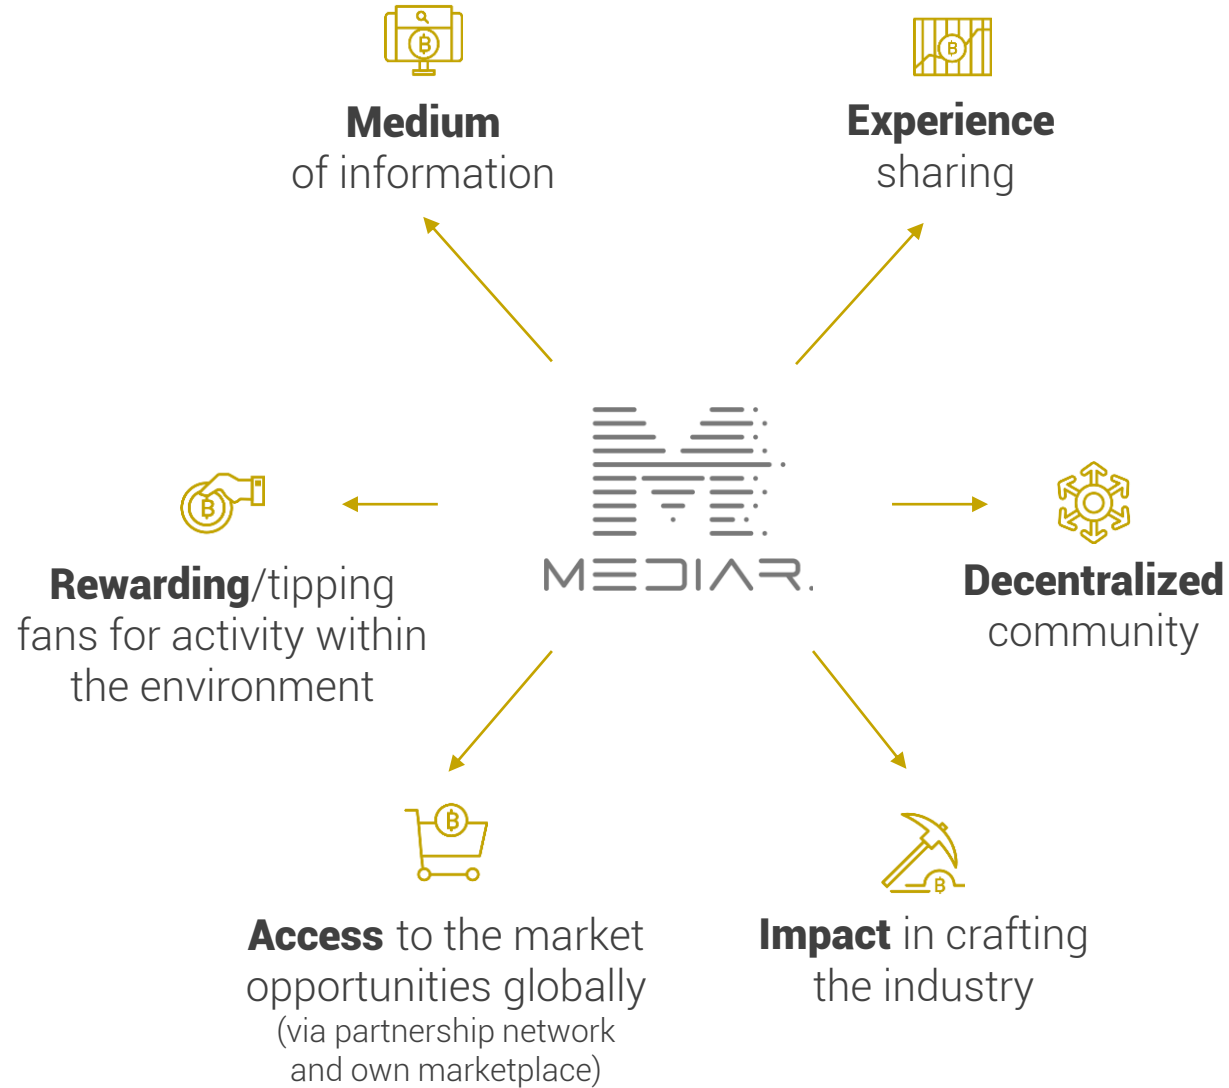 Medium
of information
Experience
sharing
MEDIAR.
Rewarding/tipping
fans for activity within
the environment
Decentralized
community
Access to the market
opportunities globally
(via partnership network
and own marketplace)
Impact in crafting
the industry